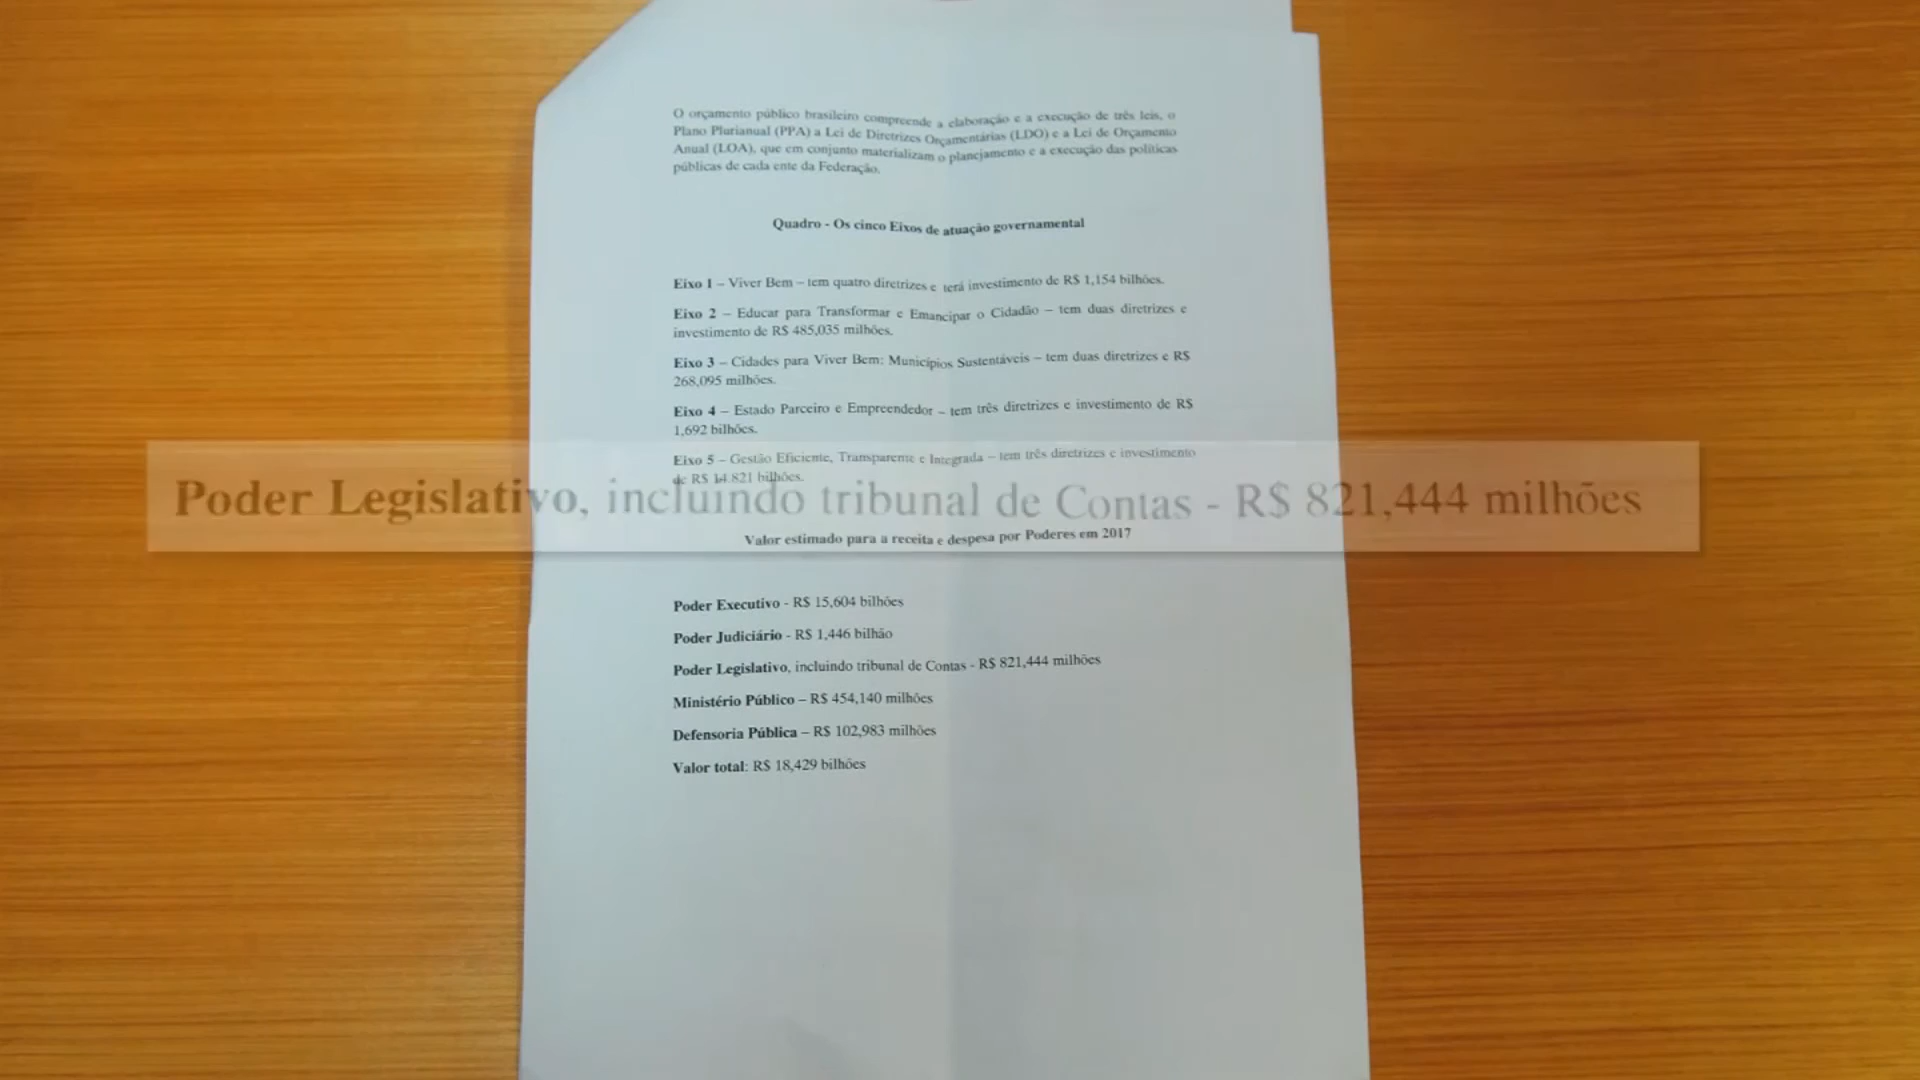 O orçamento público brasileiro compreende a elaboração e a execução de três leis, o
Plano Plurianual (PPA) a Lei de Diretrizes Orçamentárias (LDO) e a Lei de Orçamento
Anual (LOA), que em conjunto materializam o planejamento e a execução das políticas
públicas de cada ente da Federação.
Quadro - Os cinco Eixos de atuação governamental
Eixo 1 – Viver Bem – tem quatro diretrizes e terá investimento de R$ 1,154 bilhões.
Eixo 2 – Educar para Transformar e Emancipar o Cidadão – tem duas diretrizes e
investimento de R$ 485,035 milhões.
Eixo 3 – Cidades para Viver Bem: Municípios Sustentáveis – tem duas diretrizes e R$
268,095 milhões.
Eixo 4 – Estado Parceiro e Empreendedor – tem três diretrizes e investimento de R$
1,692 bilhões.
Eixo 5 – Gestão Eficiente, Transparente e Integrada – tem três diretrizes e investimento
de R$ 14.821 bilhões.
Poder Legislativo, incluindo tribunal de Contas - R$ 821,444 milhões
Valor estimado para a receita e despesa por Poderes em 2017
Poder Executivo - R$ 15,604 bilhões
Poder Judiciário - R$ 1,446 bilhão
Poder Legislativo, incluindo tribunal de Contas - R$ 821,444 milhões
Ministério Público – R$ 454,140 milhões
Defensoria Pública – R$ 102,983 milhões
Valor total: R$ 18,429 bilhões